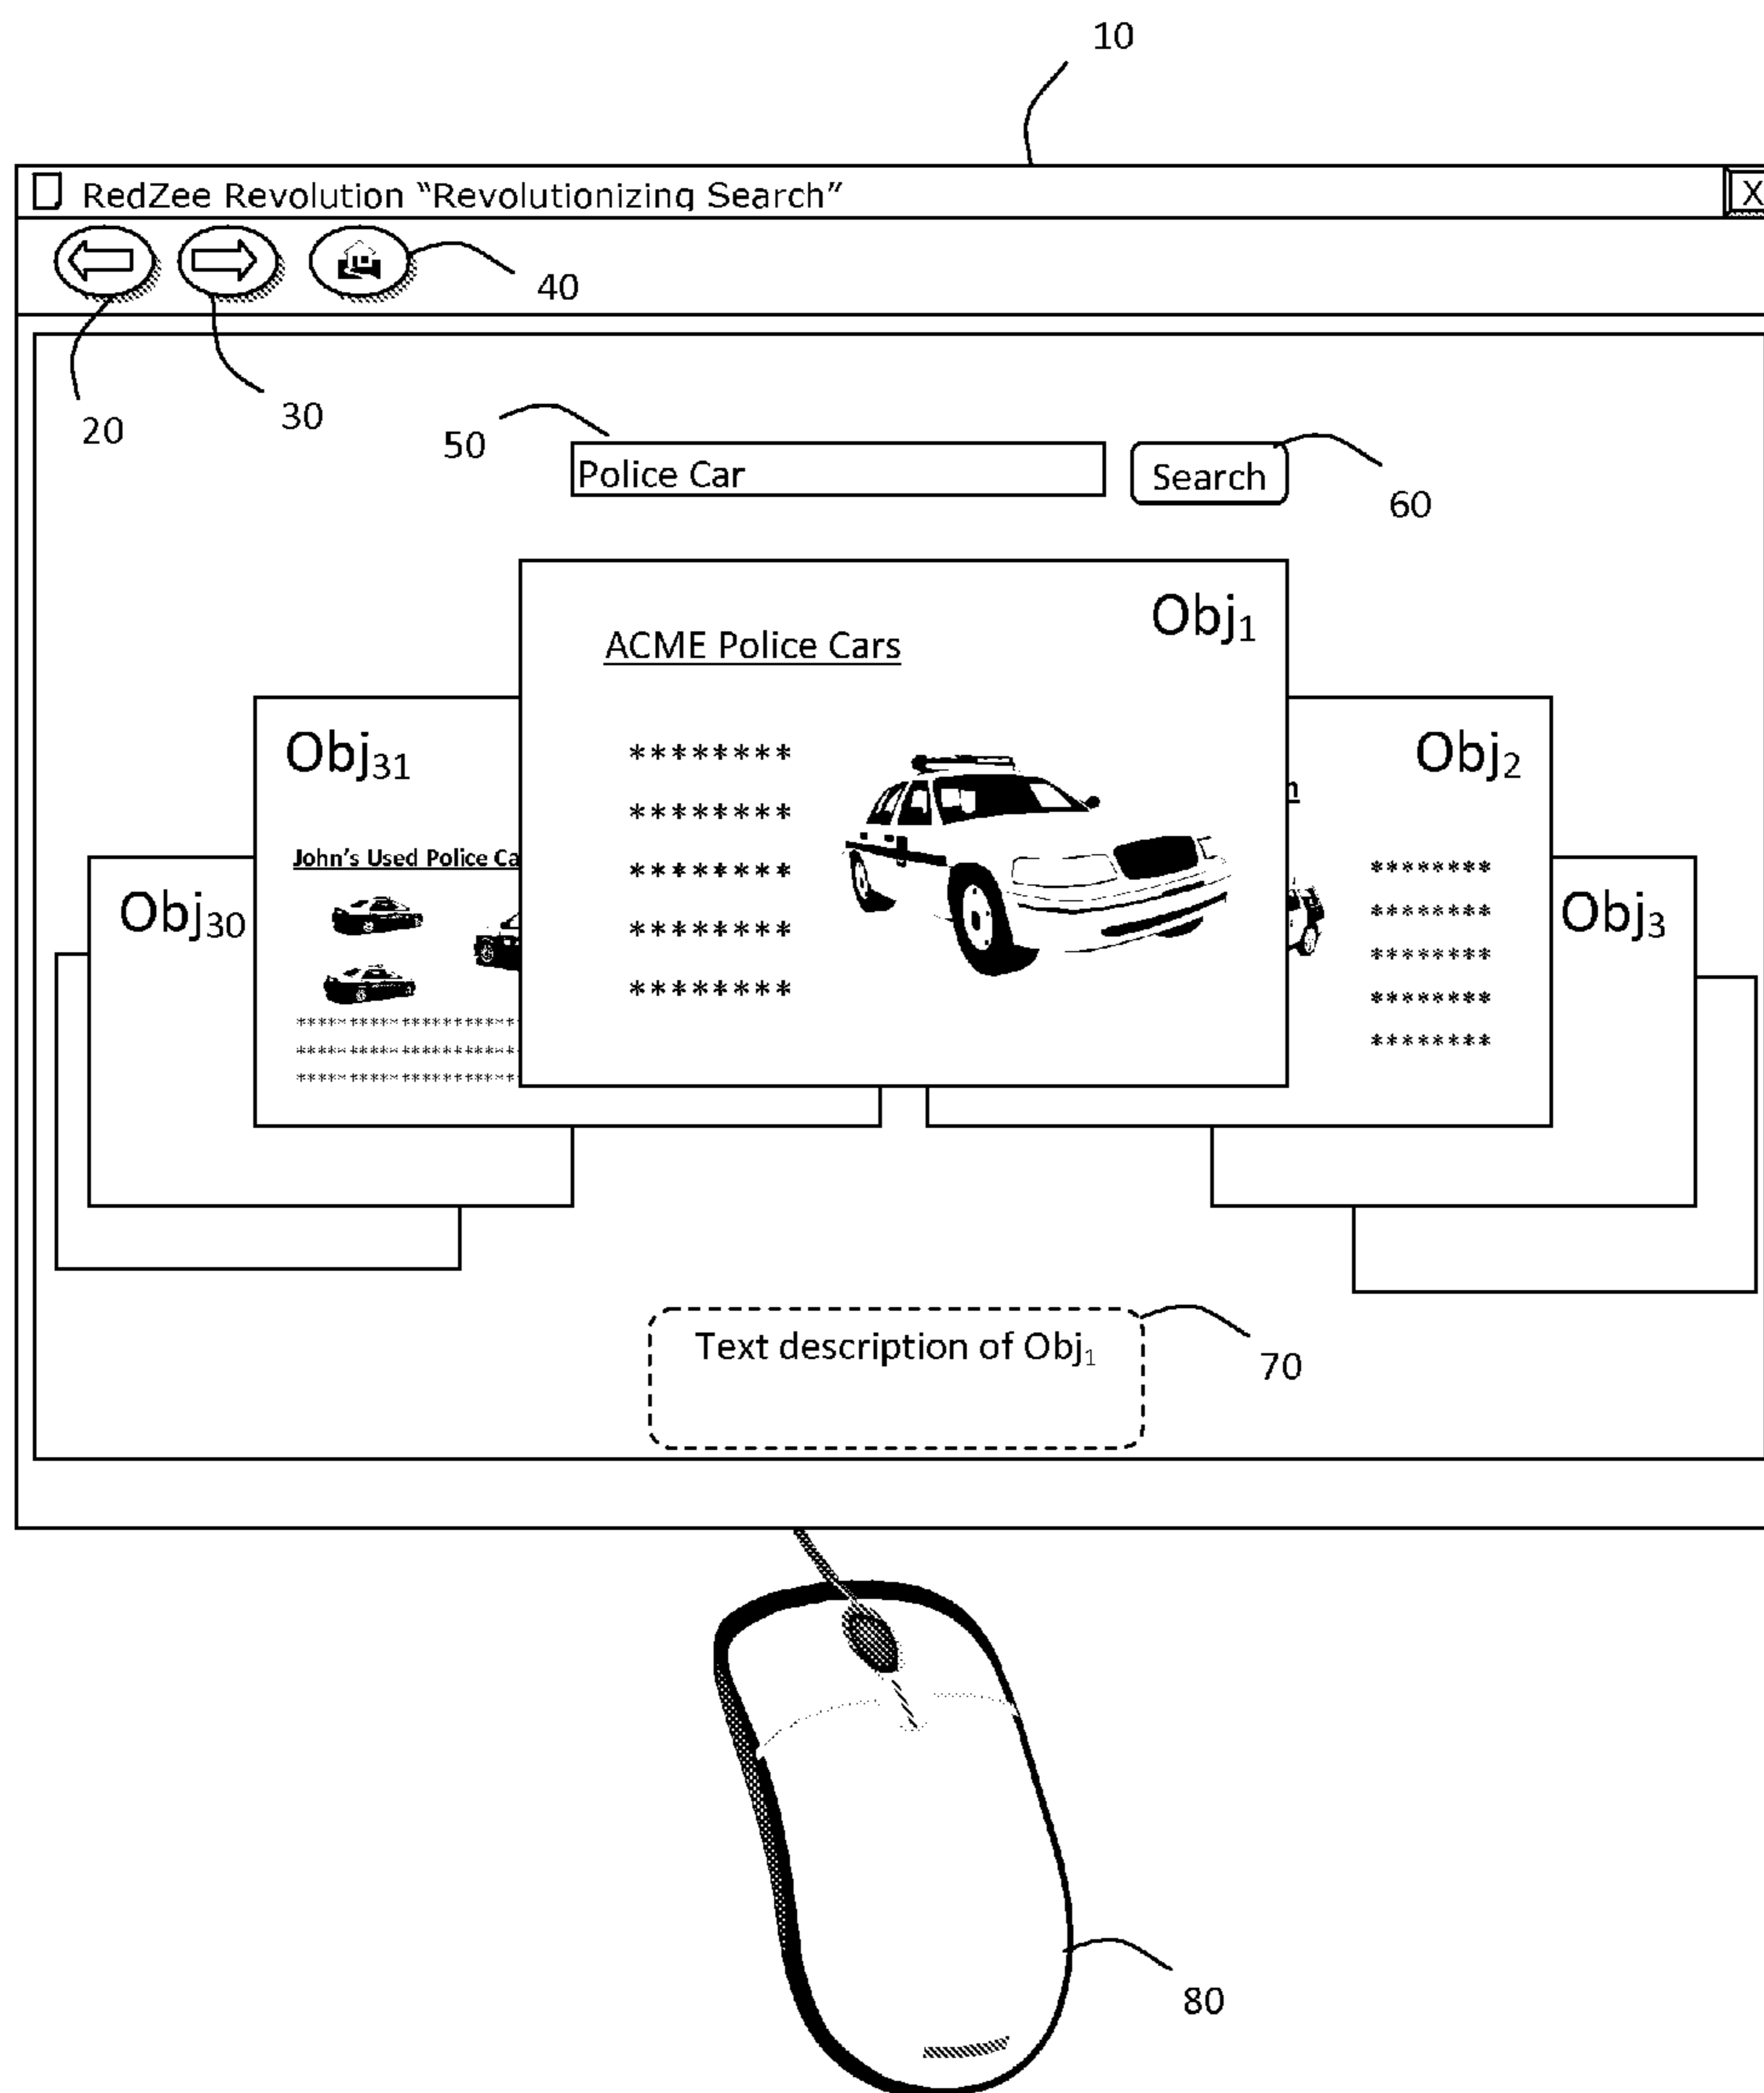 10
RedZee Revolution “Revolutionizing Search”
X
40
20
30
50
Police Car
Search
60
Obj1
ACME Police Cars
********
********
********
********
********
Obj31
John's Used Police Ca
Obj2
n
********
********
********
********
********
Obj30
Obj3
Text description of Obj1
70
80